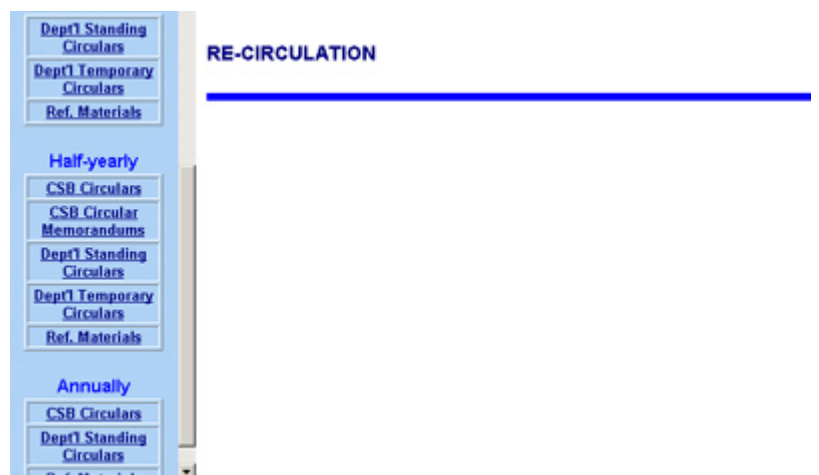 Dept'l Standing
Circulars
Dept'l Temporary
Circulars
Ref. Materials
Half-yearly
CSB Circulars
CSB Circular
Memorandums
Dept'l Standing
Circulars
Dept'l Temporary
Circulars
Ref. Materials
Annually
CSB Circulars
Dept'l Standing
Circulars
RE-CIRCULATION